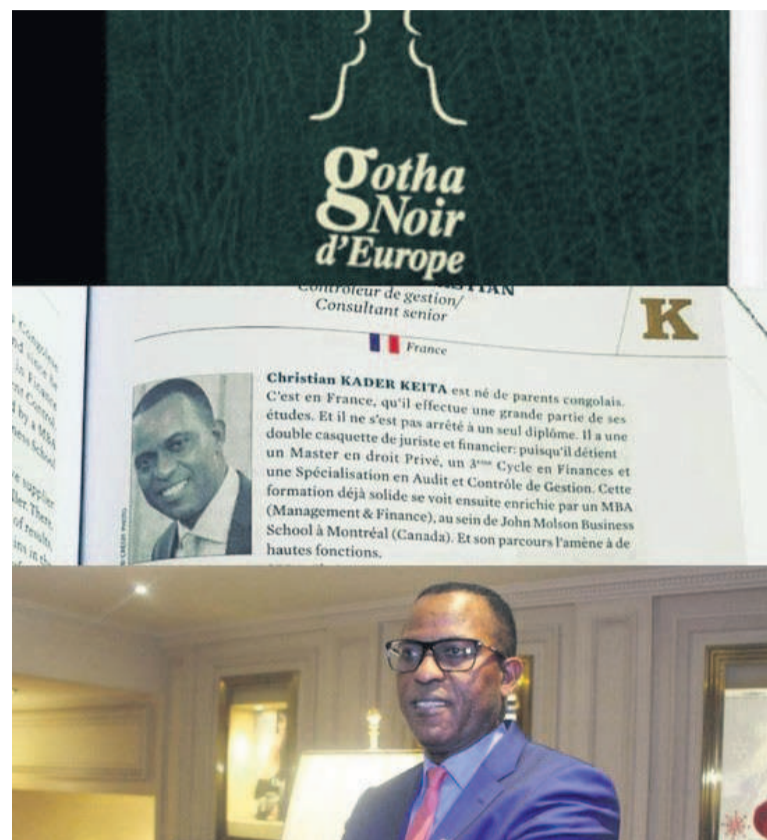 gotha
Noir
d'Europe
Contrôleur de gestion/
Consultant senior
K
France
Christian KADER KEITA est né de parents congolais.
C'est en France, qu'il effectue une grande partie de ses
études. Et il ne s'est pas arrêté à un seul diplôme. Il a une
double casquette de juriste et financier: puisqu'il détient
un Master en droit Privé, un 3ème Cycle en Finances et
une Spécialisation en Audit et Contrôle de Gestion. Cette
formation déjà solide se voit ensuite enrichie par un MBA
(Management & Finance), au sein de John Molson Business
School à Montréal (Canada). Et son parcours l'amène à de
hautes fonctions.